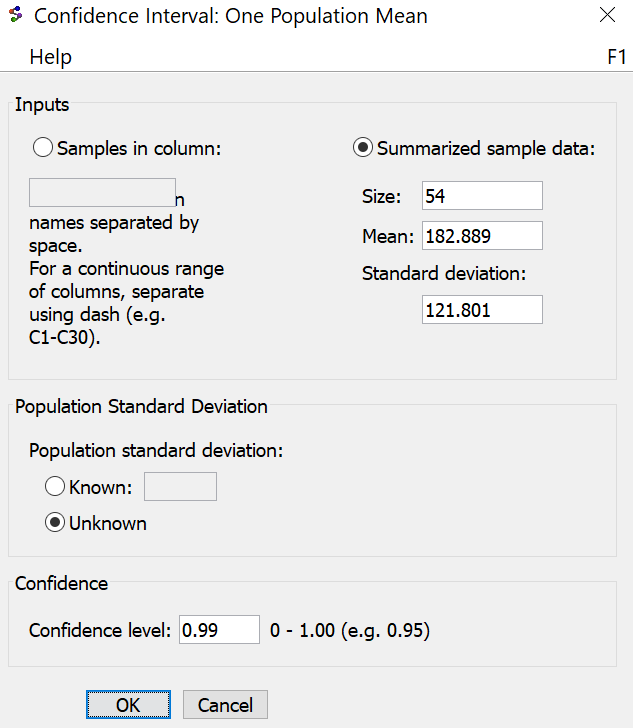 Confidence Interval: One Population Mean
Help F1
Inputs
Samples in column:
n
names separated by
space.
For a continuous range
of columns, separate
using dash (e.g.
C1-C30).
Summarized sample data:
Size: 54
Mean: 182.889
Standard deviation:
121.801
Population Standard Deviation
Population standard deviation:
Known:
Unknown
Confidence
Confidence level: 0.99 0 - 1.00 (e.g. 0.95)
OK Cancel